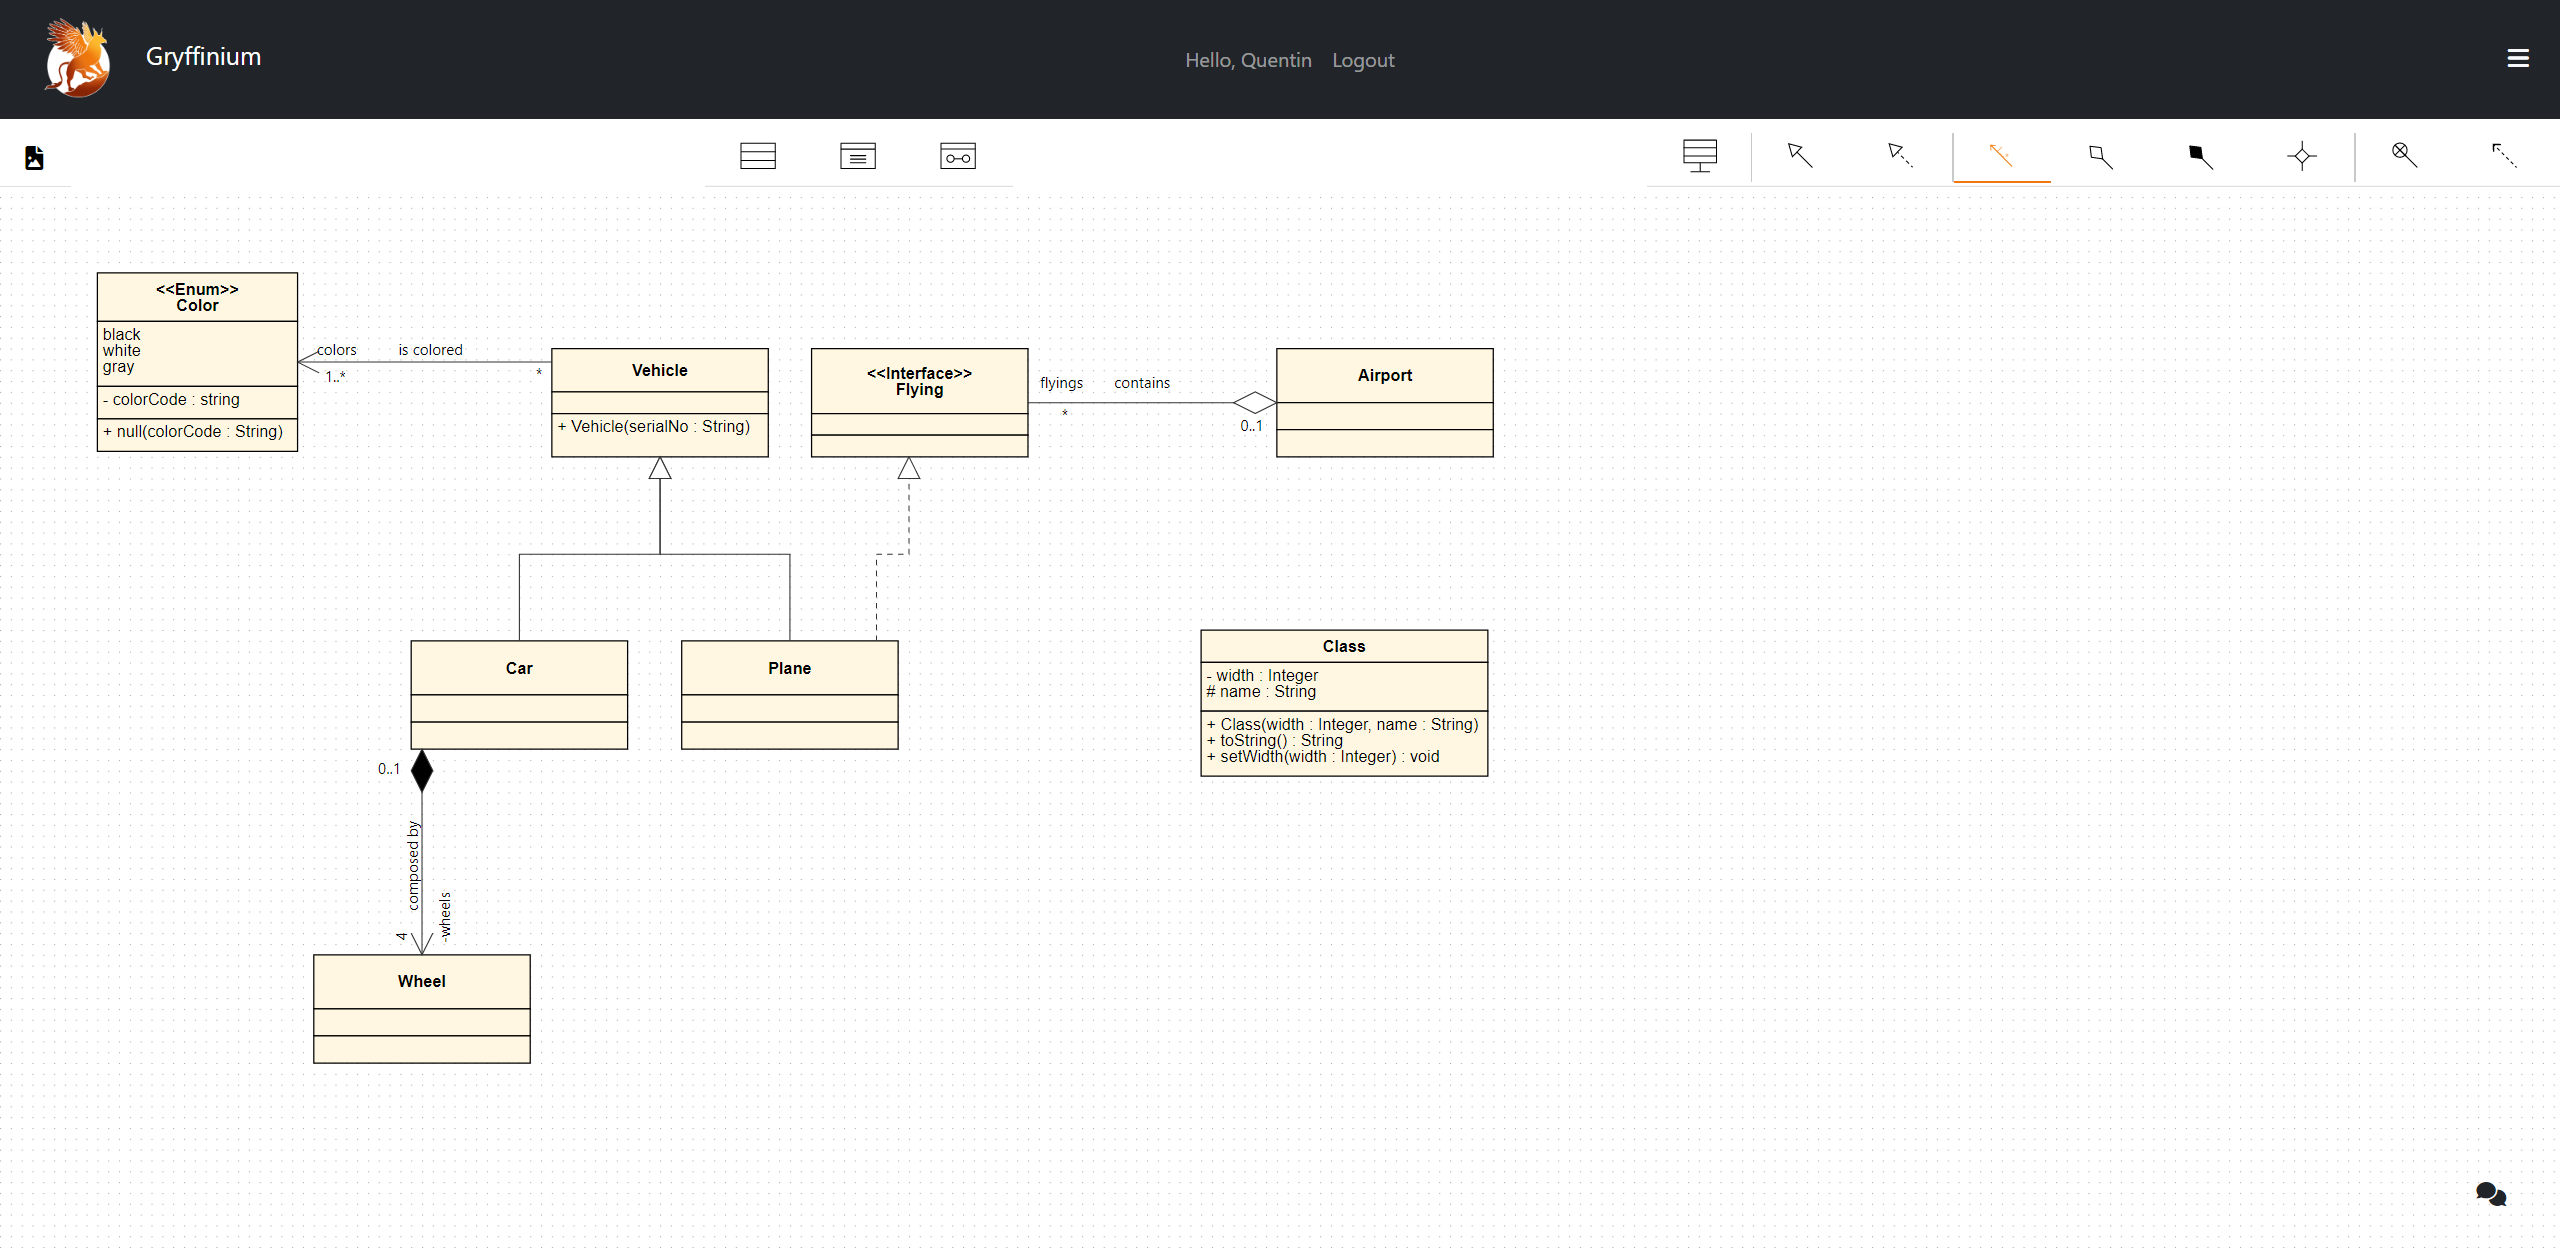 Gryffinium
Hello, Quentin Logout
<<Enum>>
Color
black
white
gray
- colorCode : string
+ null(colorCode : String)
colors
is colored
1..*
*
Vehicle
+ Vehicle(serialNo : String)
<<Interface>>
Flying
flyings
contains
*
0..1
Airport
Car
Plane
Class
- width : Integer
# name : String
+ Class(width : Integer, name : String)
+ toString() : String
+ setWidth(width : Integer) : void
0..1
composed by
-wheels
4
Wheel